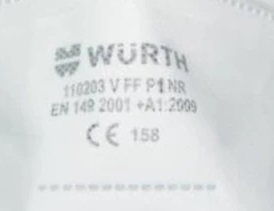 WÜRTH
110203 V FF P1 NR
EN 149 2001 +A1:2009
CE 158